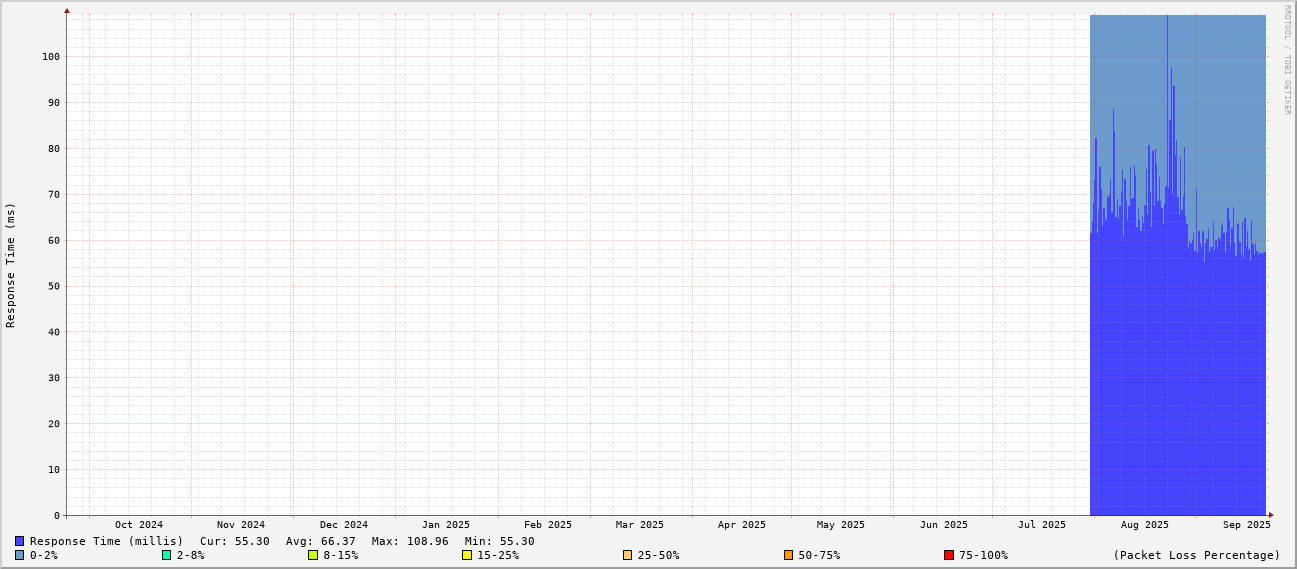 RRDTOOL / TOBI OETIKER
Response Time (ms)
100
90
80
70
60
50
40
30
20
10
0
Oct 2024 Nov 2024 Dec 2024 Jan 2025 Feb 2025 Mar 2025 Apr 2025 May 2025 Jun 2025 Jul 2025 Aug 2025 Sep 2025
Response Time (millis) Cur: 55.30 Avg: 66.37 Max: 108.96 Min: 55.30
0-2% 2-8% 8-15% 15-25% 25-50% 50-75% 75-100% (Packet Loss Percentage)